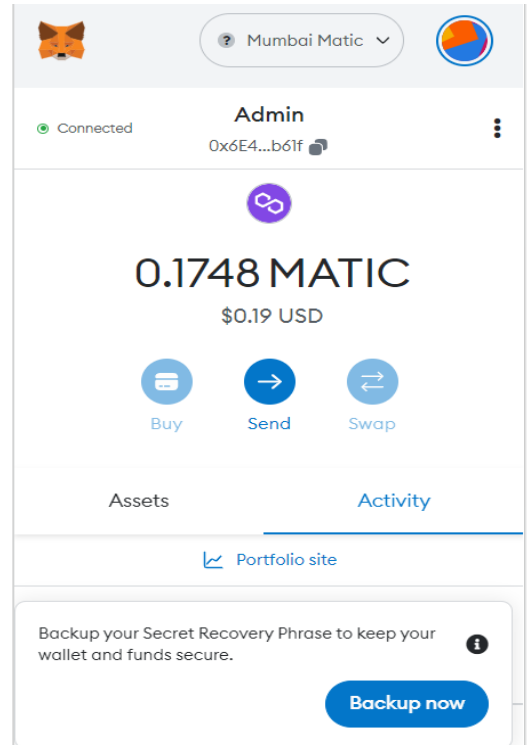 Mumbai Matic
Connected
Admin
0x6E4...b61f
0.1748 MATIC
$0.19 USD
Buy
Send
Swap
Assets
Activity
Portfolio site
Backup your Secret Recovery Phrase to keep your
wallet and funds secure.
Backup now